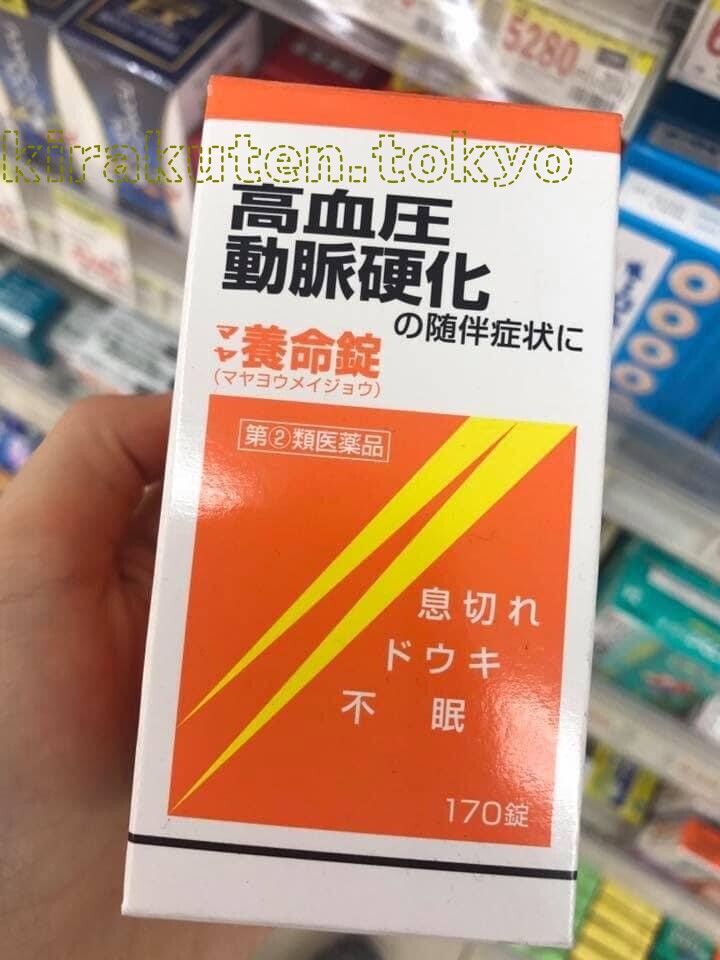 5280
kirakuten.tokyo
高血圧
動脈硬化
の随伴症状に
マヤ養命錠
(マヤヨウメイジョウ)
第②類医薬品
息切れ
ドウキ
不眠
170錠